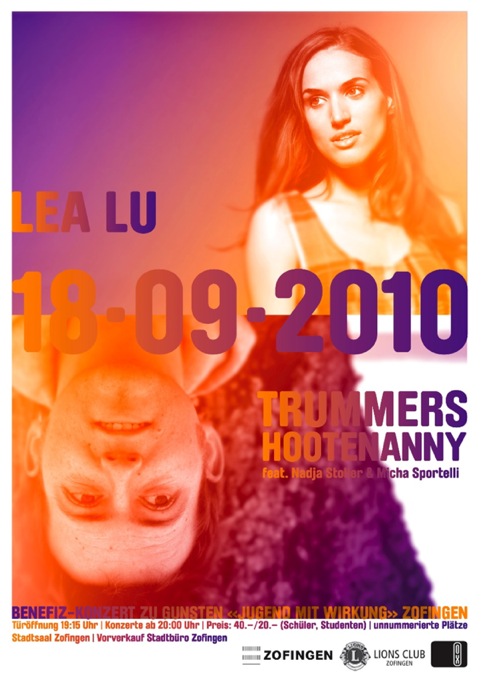 LEA LU
18·09·2010
TRUMMERS
HOOTENANNY
feat. Nadja Stoller & Micha Sportelli
BENEFIZ-KONZERT ZU GUNSTEN «JUGEND MIT WIRKUNG» ZOFINGEN
Türöffnung 19:15 Uhr | Konzerte ab 20:00 Uhr | Preis: 40.-/20.- (Schüler, Studenten) | unnummerierte Plätze
Stadtsaal Zofingen | Vorverkauf Stadtbüro Zofingen
ZOFINGEN
LIONS CLUB
ZOFINGEN